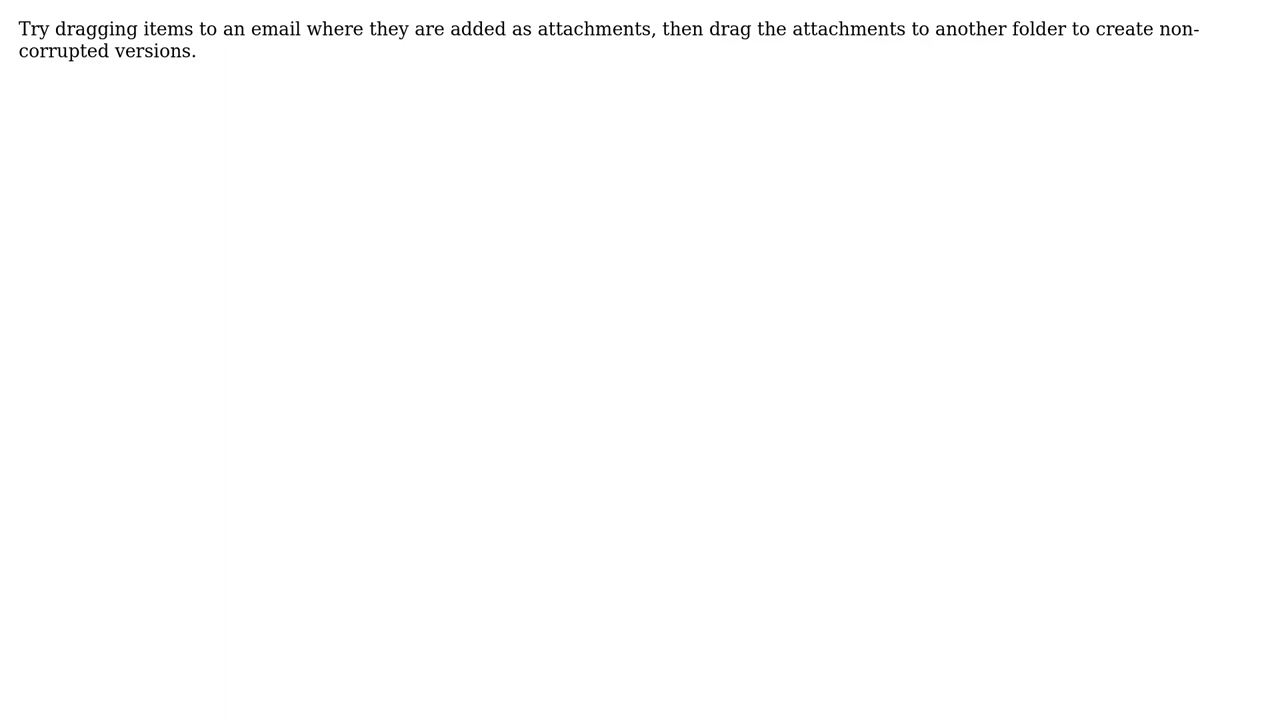 Try dragging items to an email where they are added as attachments, then drag the attachments to another folder to create non-
corrupted versions.